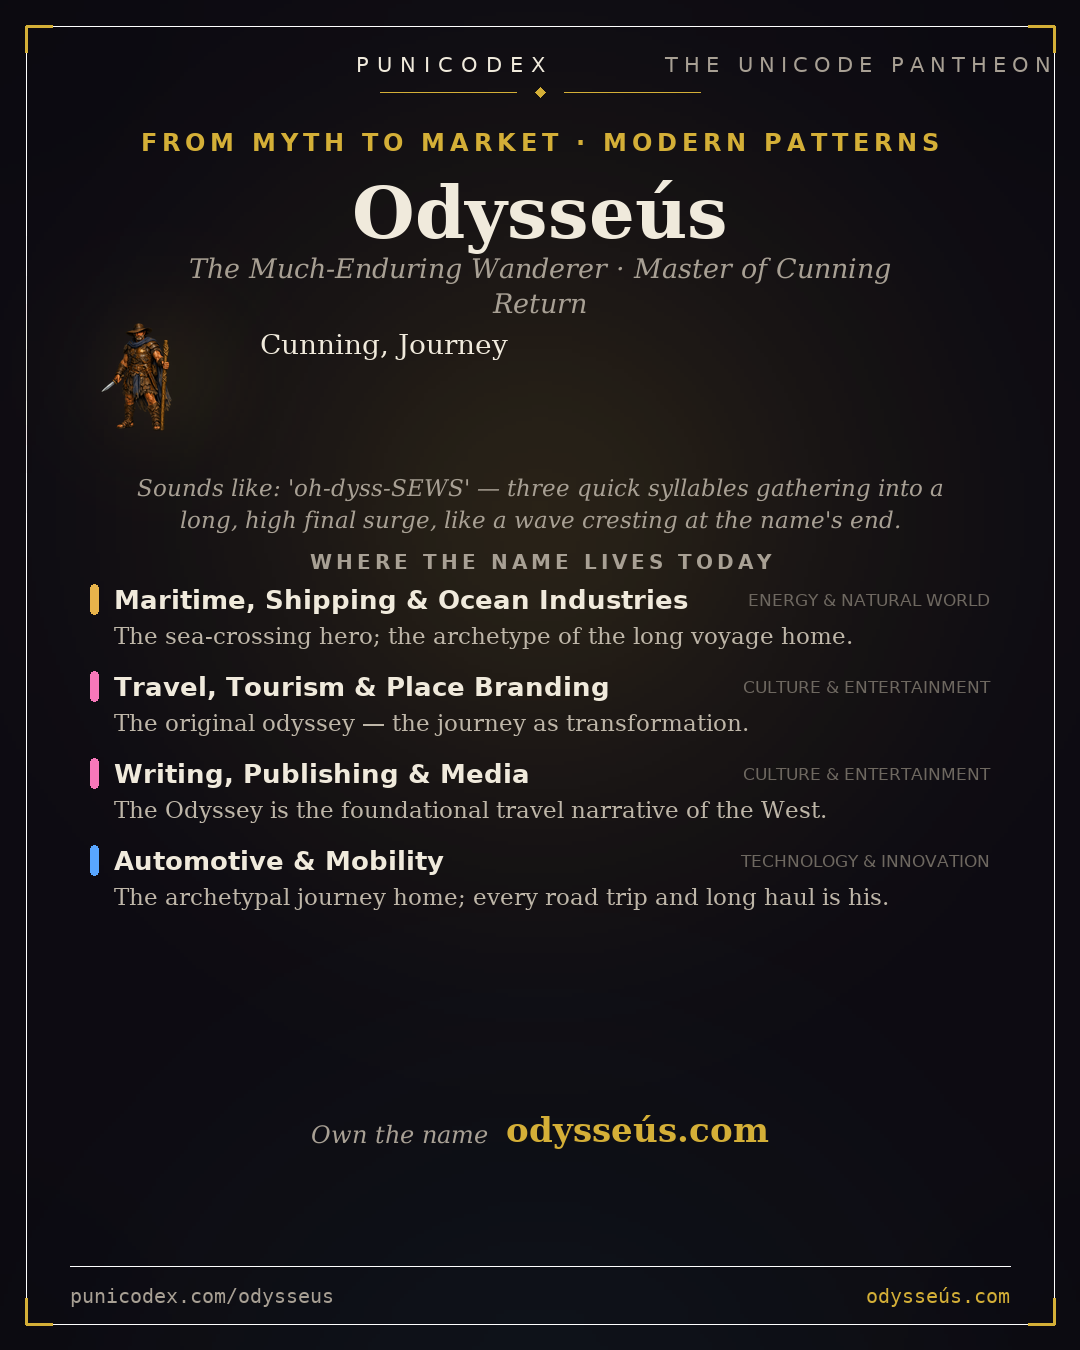 PUNICODEX THE UNICODE PANTHEON
FROM MYTH TO MARKET · MODERN PATTERNS
Odysseús
The Much-Enduring Wanderer · Master of Cunning
Return
Cunning, Journey
Sounds like: 'oh-dyss-SEWS' — three quick syllables gathering into a
long, high final surge, like a wave cresting at the name's end.
WHERE THE NAME LIVES TODAY
Maritime, Shipping & Ocean Industries ENERGY & NATURAL WORLD
The sea-crossing hero; the archetype of the long voyage home.
Travel, Tourism & Place Branding CULTURE & ENTERTAINMENT
The original odyssey — the journey as transformation.
Writing, Publishing & Media CULTURE & ENTERTAINMENT
The Odyssey is the foundational travel narrative of the West.
Automotive & Mobility TECHNOLOGY & INNOVATION
The archetypal journey home; every road trip and long haul is his.
Own the name odysseús.com
punicodex.com/odysseus odysseús.com